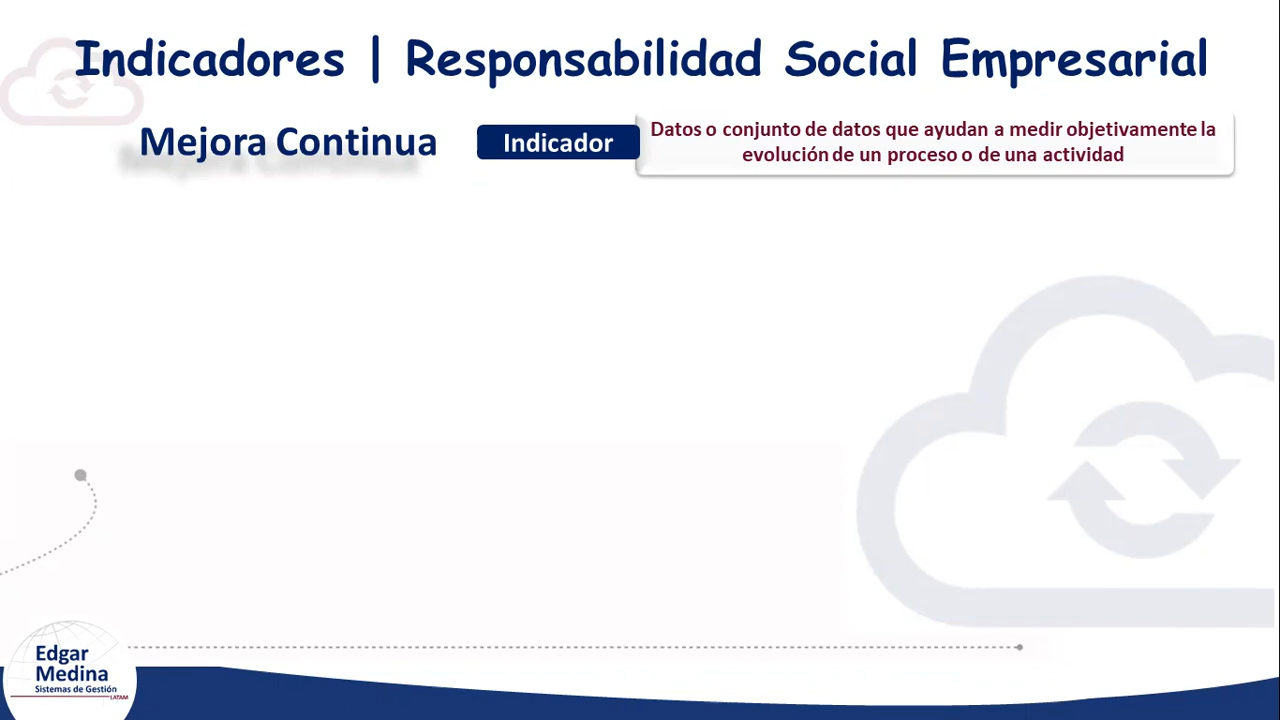 Indicadores | Responsabilidad Social Empresarial
Mejora Continua
Indicador
Datos o conjunto de datos que ayudan a medir objetivamente la
evolución de un proceso o de una actividad
Edgar
Medina
Sistemas de Gestión
LATAM